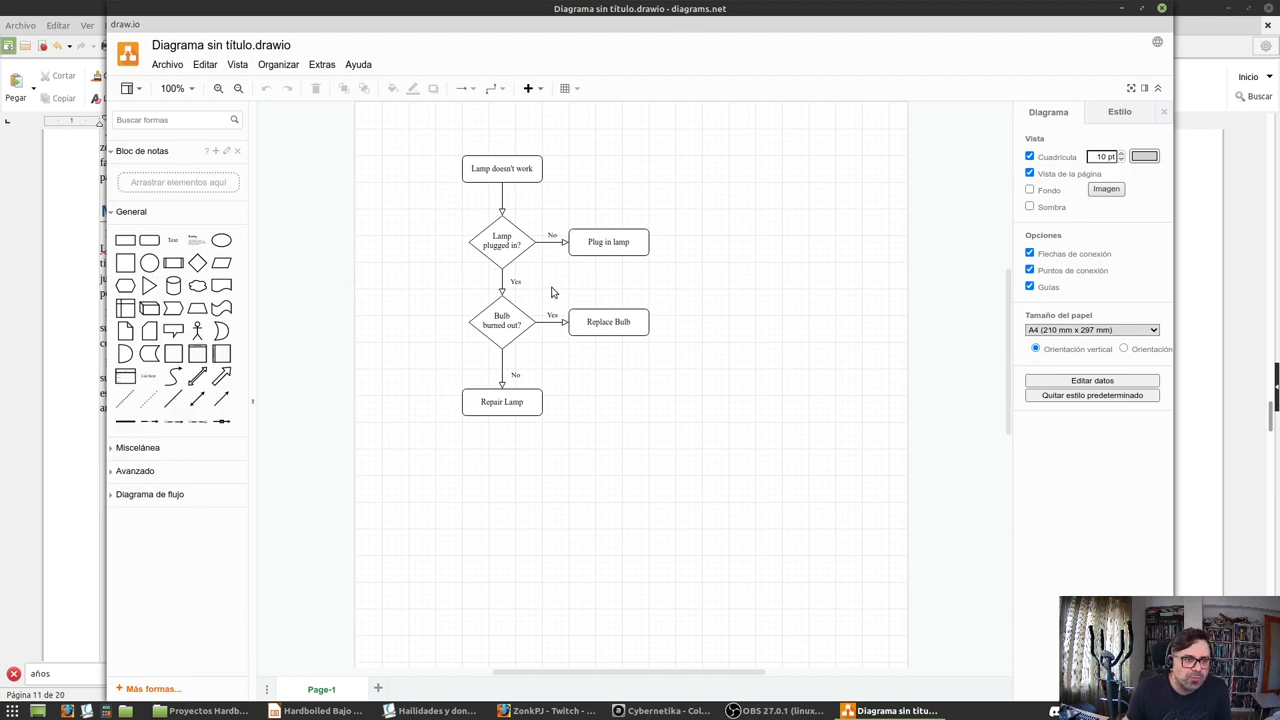 Diagrama sin título.drawio - diagrams.net
Archivo Editar Ver
draw.io
Diagrama sin título.drawio
Archivo Editar Vista Organizar Extras Ayuda
Pegar
Cortar
Copiar
100%
Inicio
Buscar
Buscar formas
Bloc de notas
Arrastrar elementos aquí
General
Text
List Item
Miscelánea
Avanzado
Diagrama de flujo
+ Más formas...
Lamp doesn't work
Lamp
plugged in?
No
Plug in lamp
Yes
Bulb
burned out?
Yes
Replace Bulb
No
Repair Lamp
Diagrama Estilo
Vista
Cuadrícula 10 pt
Vista de la página
Fondo Imagen
Sombra
Opciones
Flechas de conexión
Puntos de conexión
Guías
Tamaño del papel
A4 (210 mm x 297 mm)
Orientación vertical Orientación
Editar datos
Quitar estilo predeterminado
años
Página 11 de 20
Page-1
Proyectos Hardb...
Hardboiled Bajo ...
Hailidades y don...
ZonkPJ - Twitch - ...
Cybernetika - Col...
OBS 27.0.1 (linux...
Diagrama sin títu...